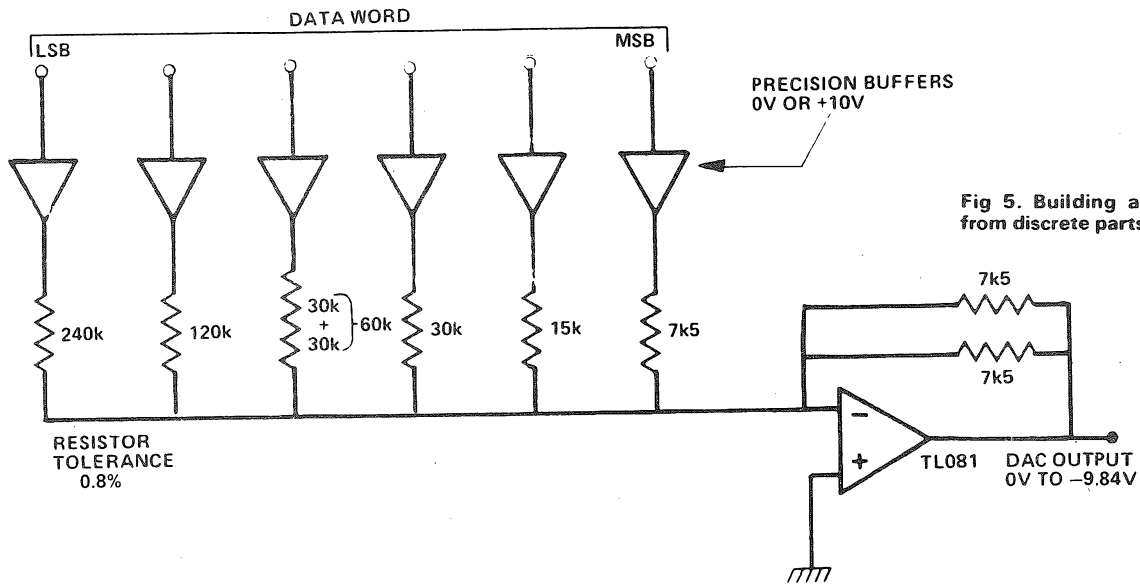 DATA WORD
LSB
MSB
PRECISION BUFFERS
0V OR +10V
Fig 5. Building a
from discrete parts
240k
120k
30k
+
30k
60k
30k
15k
7k5
7k5
7k5
RESISTOR
TOLERANCE
0.8%
−
+
TL081
DAC OUTPUT
0V TO −9.84V